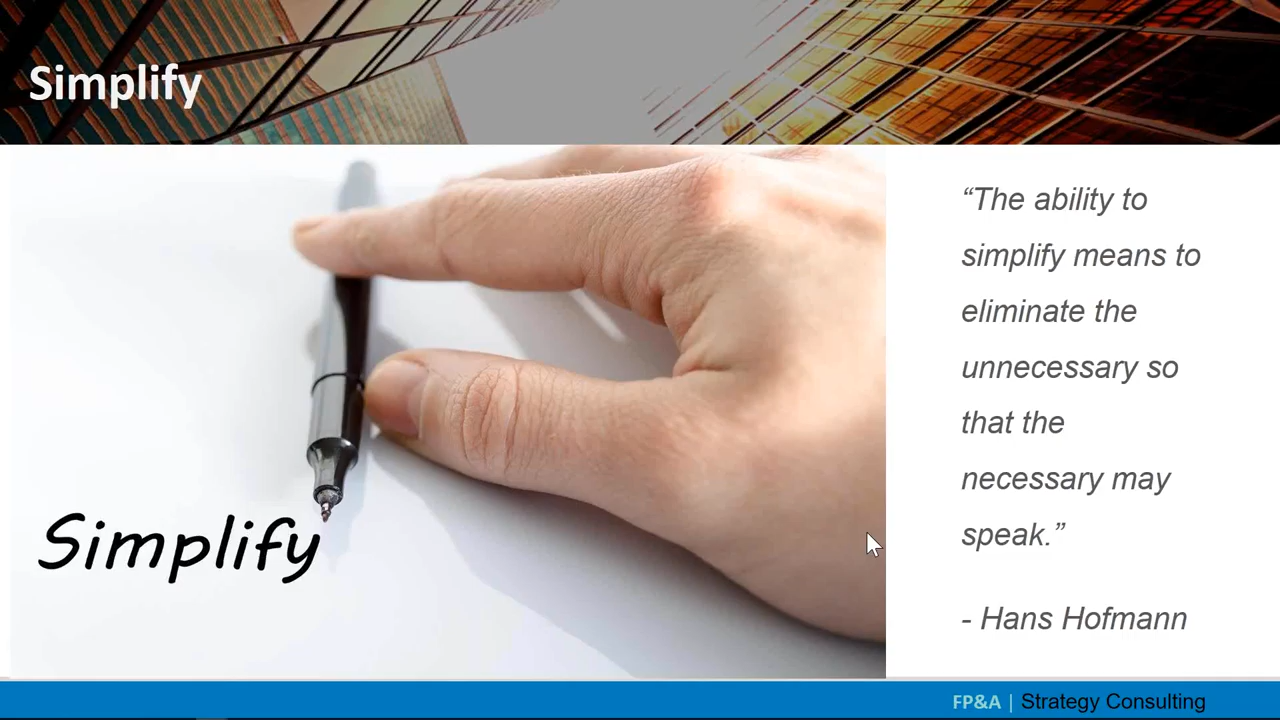 Simplify
Simplify
“The ability to
simplify means to
eliminate the
unnecessary so
that the
necessary may
speak.”
- Hans Hofmann
FP&A | Strategy Consulting